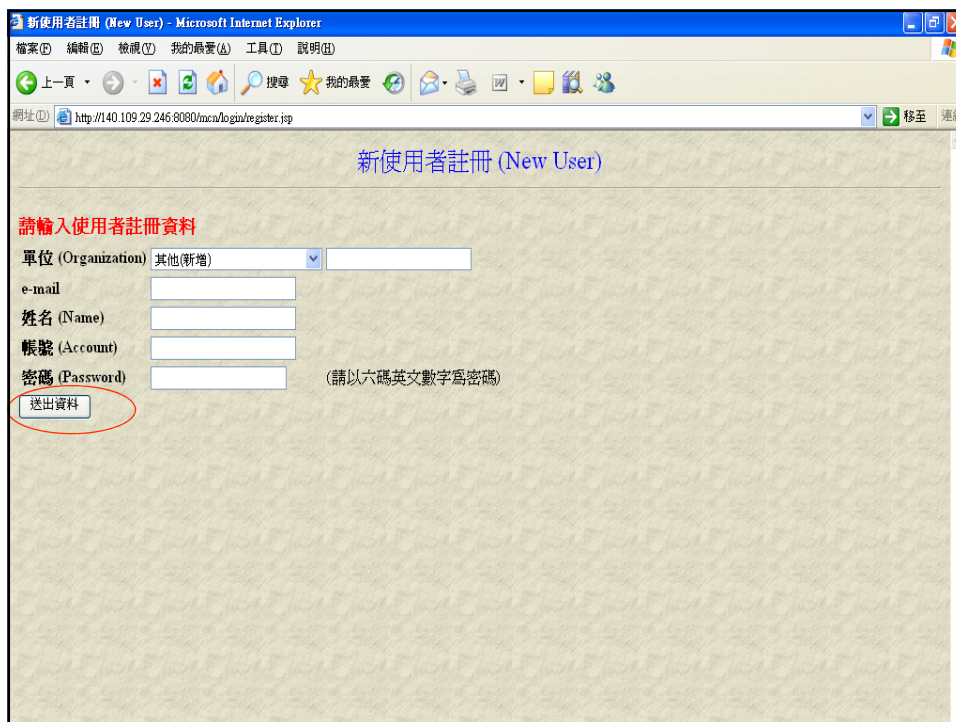 新使用者註冊 (New User) - Microsoft Internet Explorer
檔案(F) 編輯(E) 檢視(V) 我的最愛(A) 工具(T) 說明(H)
上一頁 搜尋 我的最愛
網址(D) http://140.109.29.246:8080/mcn/login/register.jsp 移至 連結
新使用者註冊 (New User)
請輸入使用者註冊資料
單位 (Organization) 其他(新增)
e-mail
姓名 (Name)
帳號 (Account)
密碼 (Password) (請以六碼英文數字為密碼)
送出資料